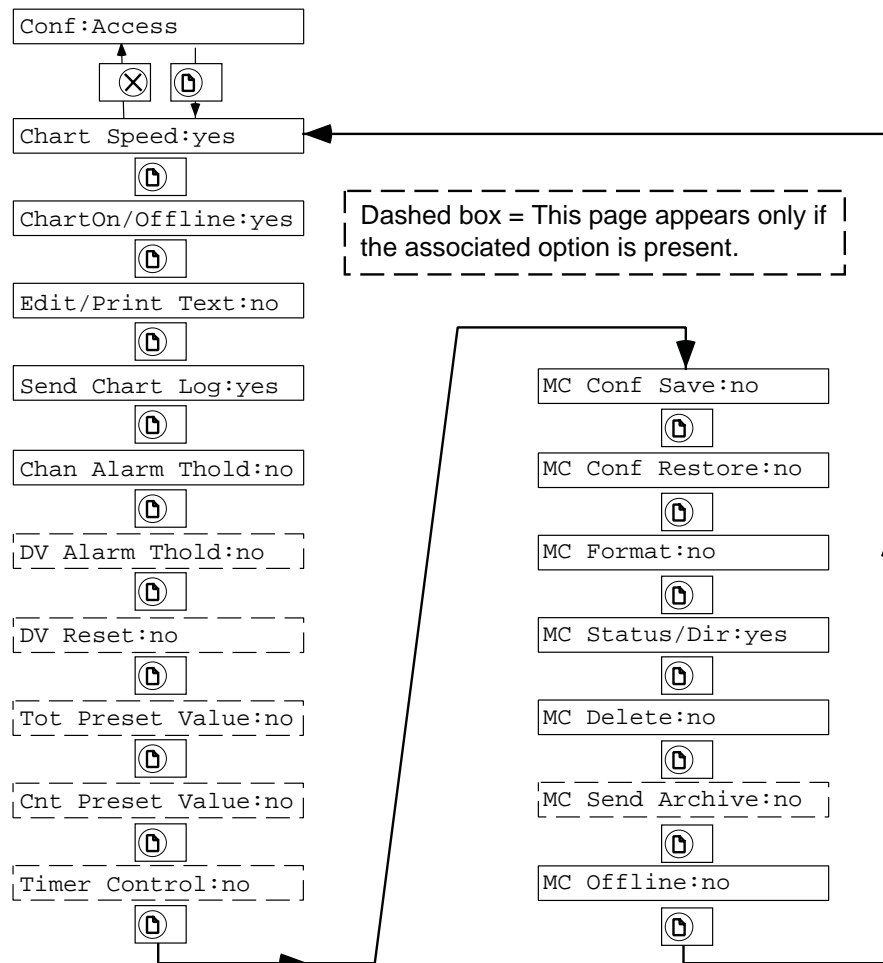 Conf:Access
Chart Speed:yes
ChartOn/Offline:yes
Edit/Print Text:no
Send Chart Log:yes
Chan Alarm Thold:no
DV Alarm Thold:no
DV Reset:no
Tot Preset Value:no
Cnt Preset Value:no
Timer Control:no
Dashed box = This page appears only if
the associated option is present.
MC Conf Save:no
MC Conf Restore:no
MC Format:no
MC Status/Dir:yes
MC Delete:no
MC Send Archive:no
MC Offline:no